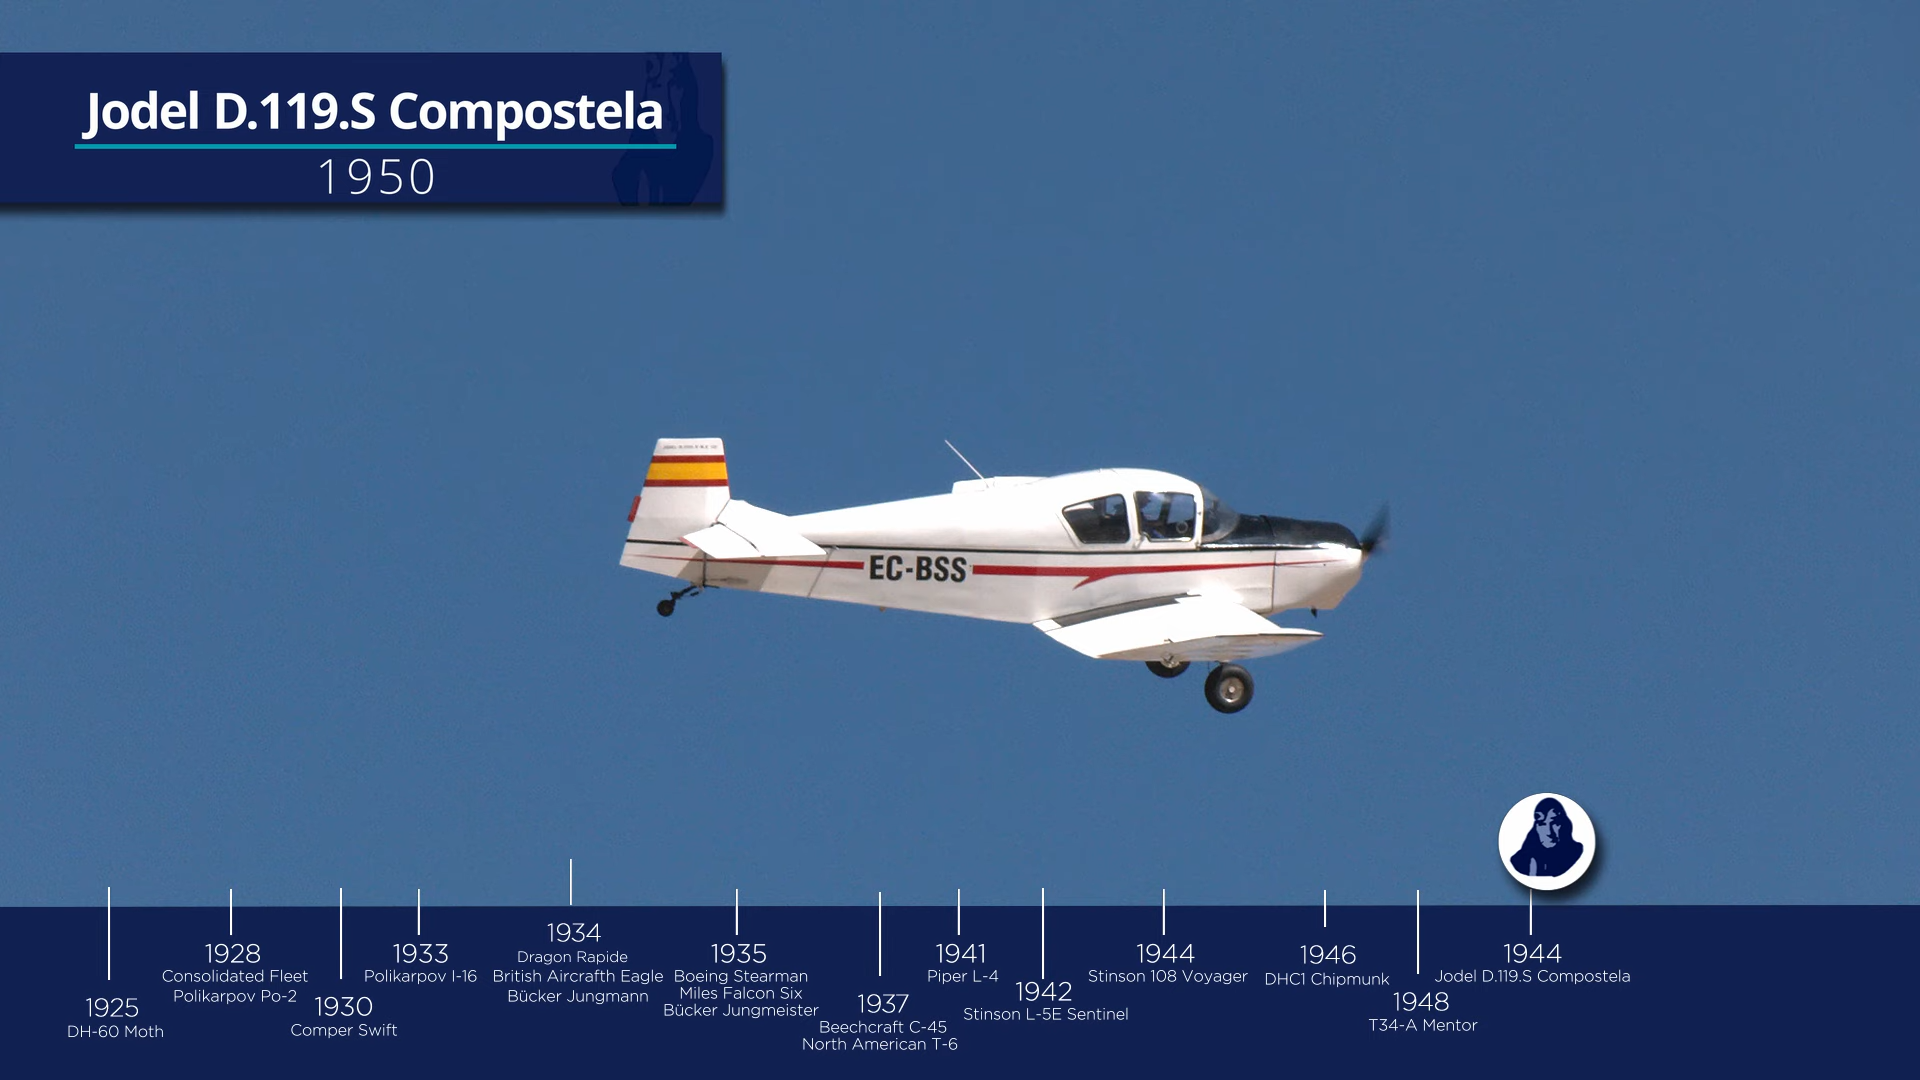 Jodel D.119.S Compostela
1950
EC-BSS
1925
DH-60 Moth
1928
Consolidated Fleet
Polikarpov Po-2
1930
Comper Swift
1933
Polikarpov I-16
1934
Dragon Rapide
British Aircrafth Eagle
Bücker Jungmann
1935
Boeing Stearman
Miles Falcon Six
Bücker Jungmeister
1937
Beechcraft C-45
North American T-6
1941
Piper L-4
1942
Stinson L-5E Sentinel
1944
Stinson 108 Voyager
1946
DHC1 Chipmunk
1948
T34-A Mentor
1944
Jodel D.119.S Compostela